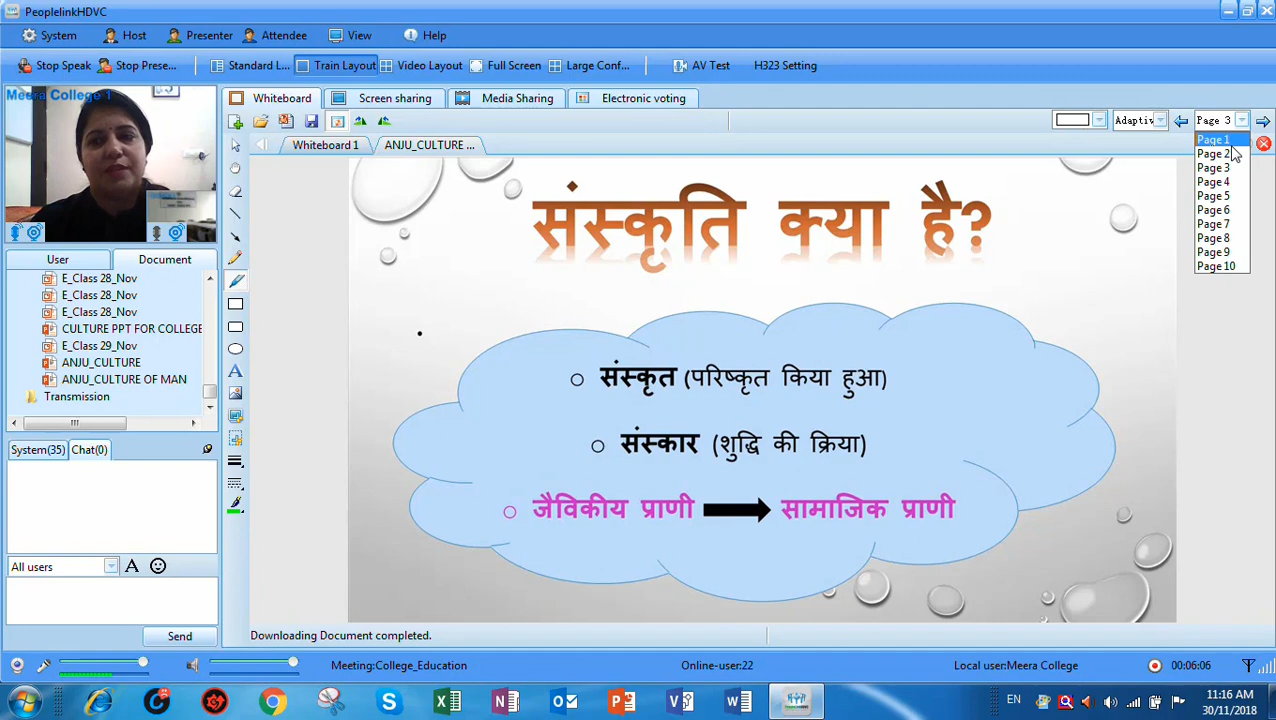 PeoplelinkHDVC
System Host Presenter Attendee View Help
Stop Speak Stop Prese... Standard L... Train Layout Video Layout Full Screen Large Conf... AV Test H323 Setting
Meera College 1
Whiteboard Screen sharing Media Sharing Electronic voting
Adaptiv Page 3
Whiteboard 1 ANJU_CULTURE ...
Page 1
Page 2
Page 3
Page 4
Page 5
Page 6
Page 7
Page 8
Page 9
Page 10
संस्कृति क्या है?
संस्कृत (परिष्कृत किया हुआ)
संस्कार (शुद्धि की क्रिया)
जैविकीय प्राणी सामाजिक प्राणी
User Document
E_Class 28_Nov
E_Class 28_Nov
E_Class 28_Nov
CULTURE PPT FOR COLLEGE
E_Class 29_Nov
ANJU_CULTURE
ANJU_CULTURE OF MAN
Transmission
System(35) Chat(0)
All users A
Send
Downloading Document completed.
Meeting:College_Education Online-user:22 Local user:Meera College 00:06:06
EN 11:16 AM
30/11/2018